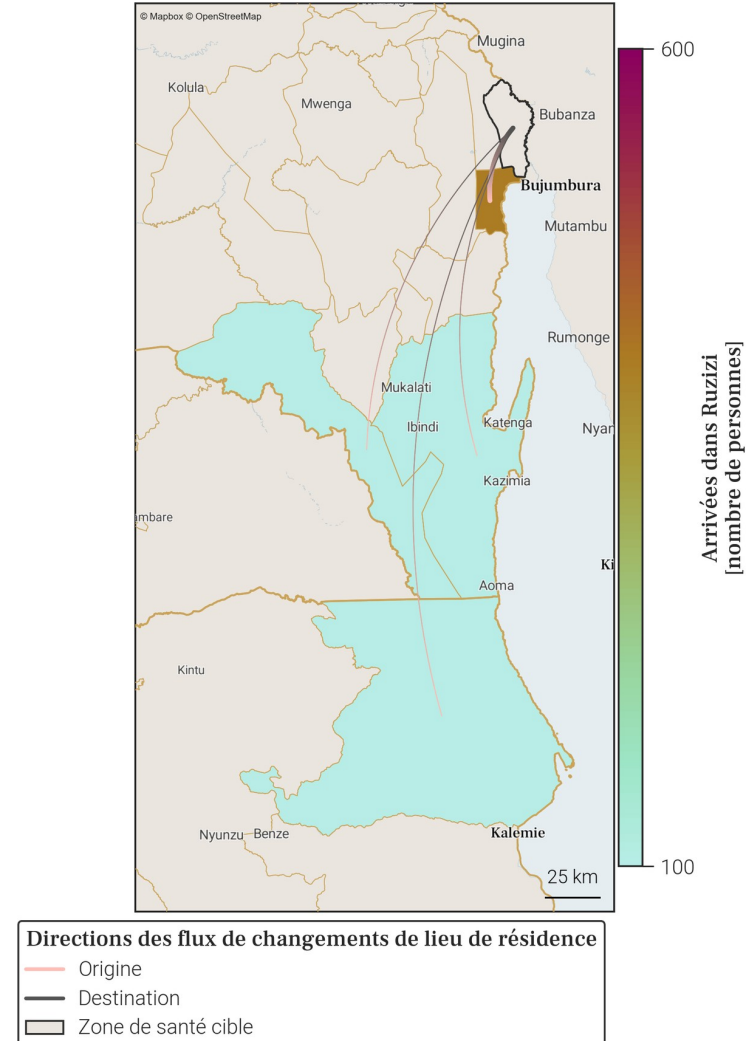 © Mapbox © OpenStreetMap
Mugina
600
Kolula
Mwenga
Bubanza
Bujumbura
Mutambu
Rumonge
Mukalati
Ibindi
Katenga
Nyar
Kazimia
mbare
Ki
Aoma
Kintu
Nyunzu
Benze
Kalemie
100
25 km
Arrivées dans Ruzizi
[nombre de personnes]
Directions des flux de changements de lieu de résidence
Origine
Destination
Zone de santé cible